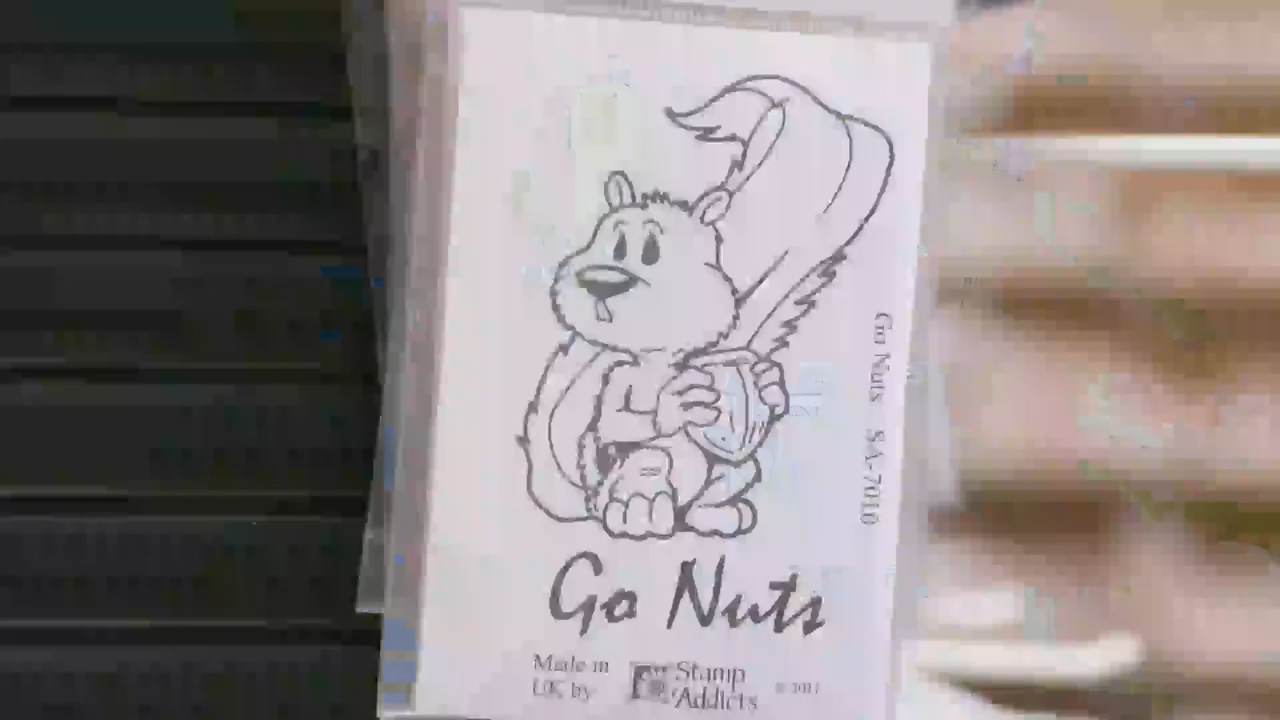 Go Nuts SA-7010
Go Nuts
Made in
UK by
Stamp
Addicts